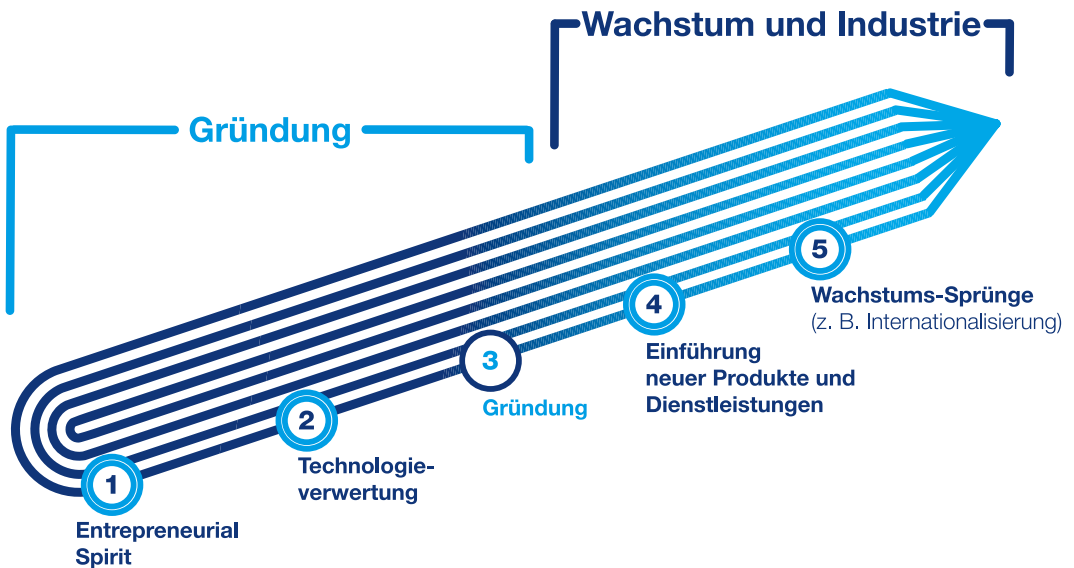 Wachstum und Industrie
Gründung
1
Entrepreneurial
Spirit
2
Technologie-
verwertung
3
Gründung
4
Einführung
neuer Produkte und
Dienstleistungen
5
Wachstums-Sprünge
(z. B. Internationalisierung)